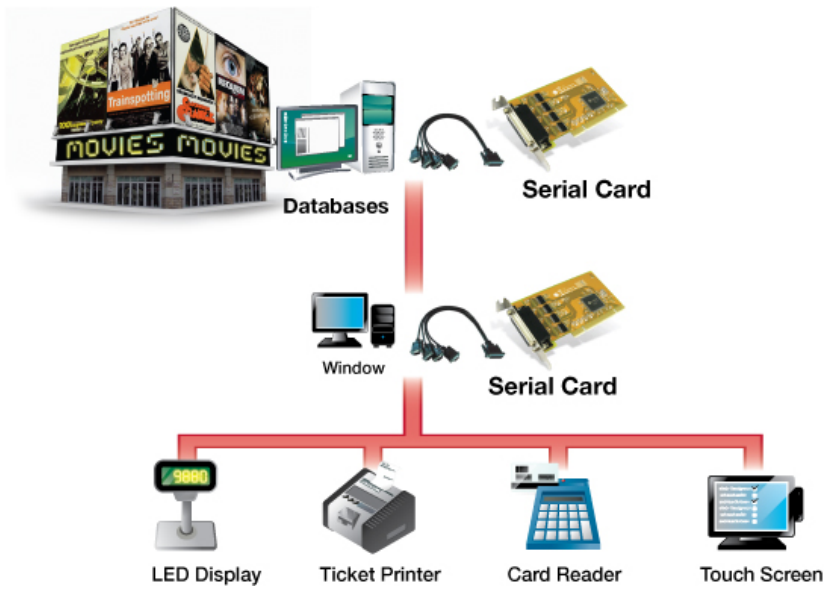 Trainspotting
MOVIES MOVIES
Databases
Serial Card
Window
Serial Card
9880
LED Display
Ticket Printer
Card Reader
Touch Screen